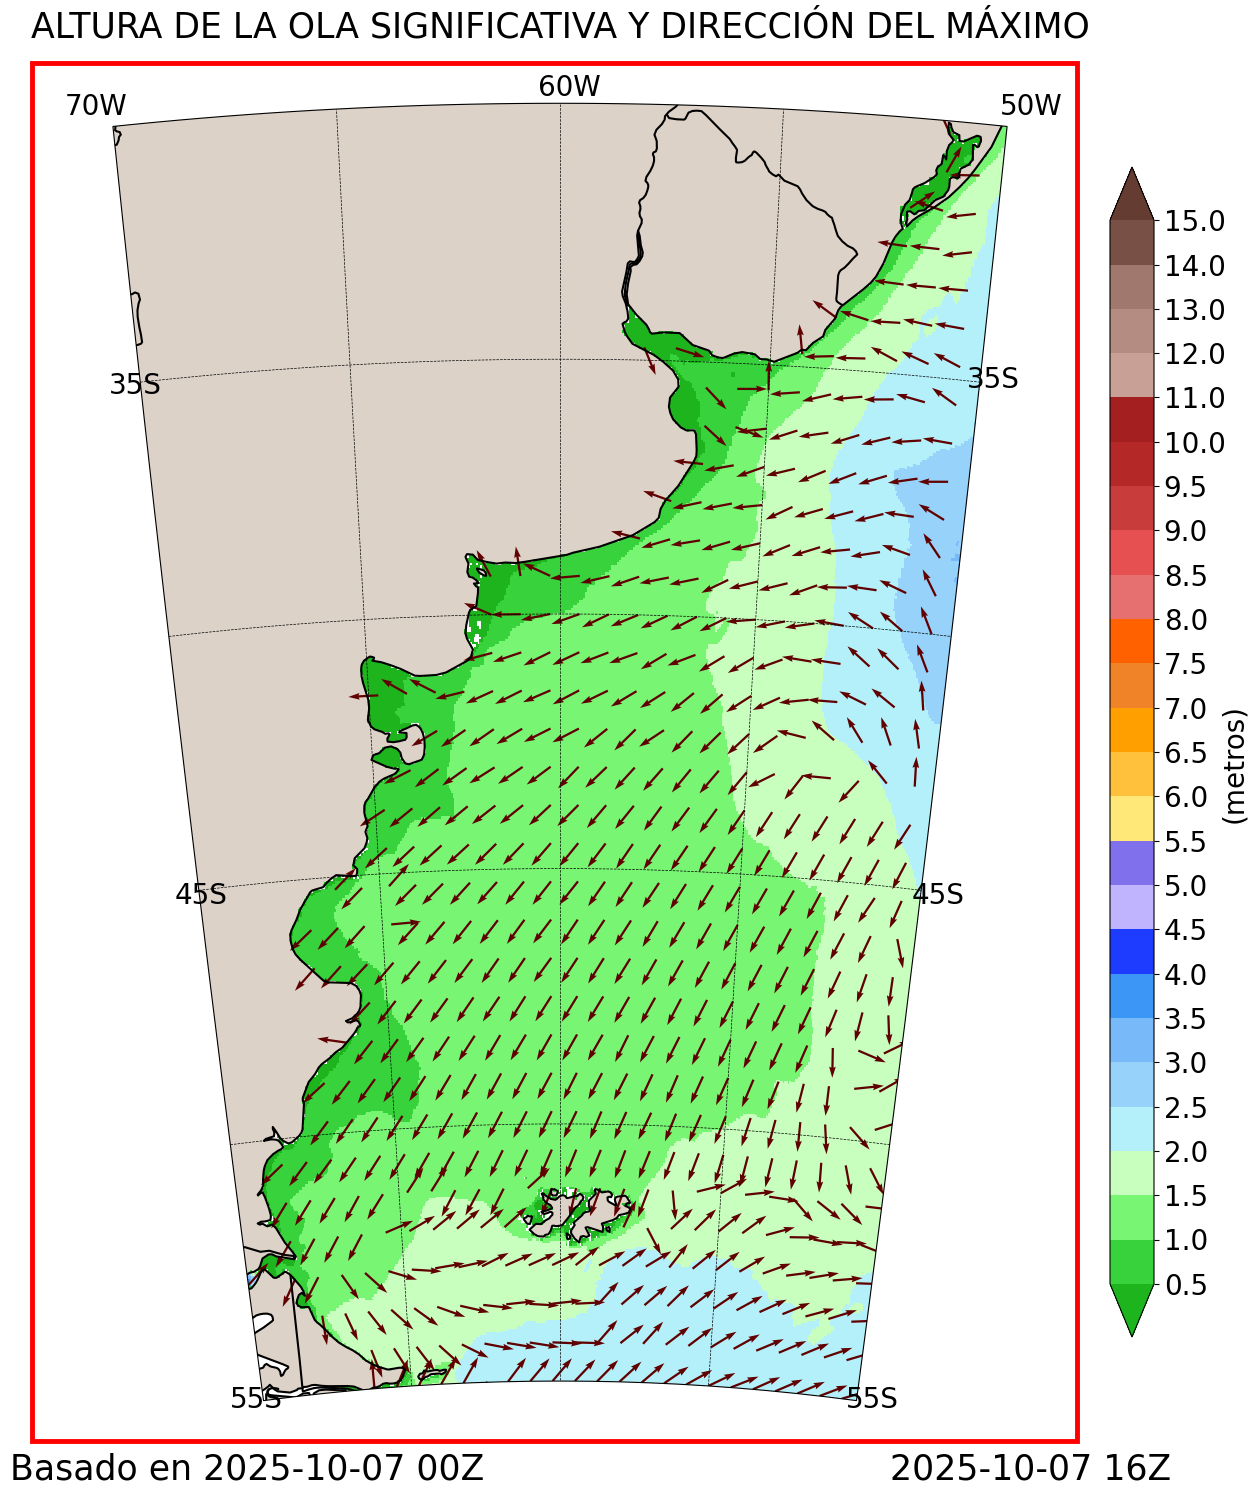 ALTURA DE LA OLA SIGNIFICATIVA Y DIRECCIÓN DEL MÁXIMO
70W
60W
50W
35S
35S
45S
45S
55S
55S
15.0
14.0
13.0
12.0
11.0
10.0
9.5
9.0
8.5
8.0
7.5
7.0
6.5
6.0
5.5
5.0
4.5
4.0
3.5
3.0
2.5
2.0
1.5
1.0
0.5
(metros)
Basado en 2025-10-07 00Z
2025-10-07 16Z